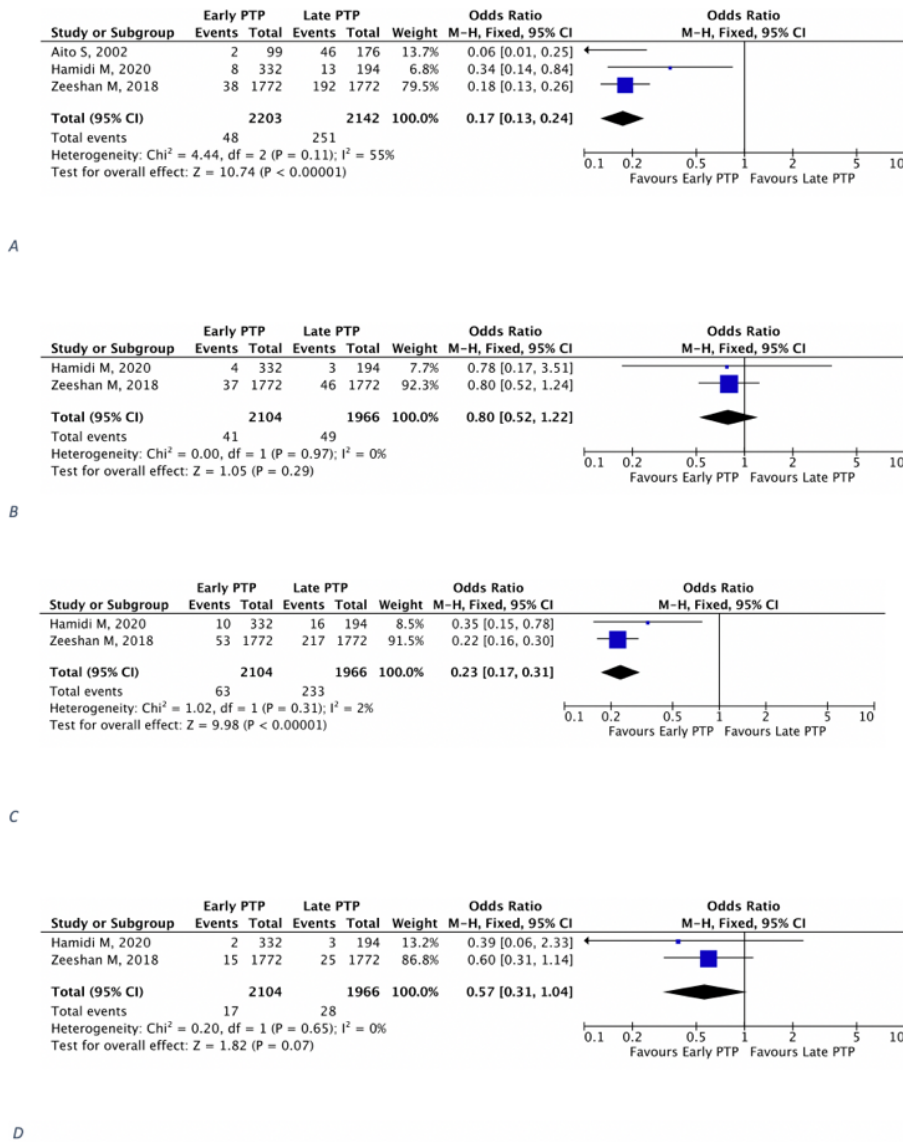 Early PTP Late PTP Odds Ratio Odds Ratio
Study or Subgroup Events Total Events Total Weight M-H, Fixed, 95% CI M-H, Fixed, 95% CI
Aito S, 2002 2 99 46 176 13.7% 0.06 [0.01, 0.25]
Hamidi M, 2020 8 332 13 194 6.8% 0.34 [0.14, 0.84]
Zeeshan M, 2018 38 1772 192 1772 79.5% 0.18 [0.13, 0.26]
Total (95% CI) 2203 2142 100.0% 0.17 [0.13, 0.24]
Total events 48 251
Heterogeneity: Chi² = 4.44, df = 2 (P = 0.11); I² = 55%
Test for overall effect: Z = 10.74 (P < 0.00001)
0.1 0.2 0.5 1 2 5 10
Favours Early PTP Favours Late PTP
A
Early PTP Late PTP Odds Ratio Odds Ratio
Study or Subgroup Events Total Events Total Weight M-H, Fixed, 95% CI M-H, Fixed, 95% CI
Hamidi M, 2020 4 332 3 194 7.7% 0.78 [0.17, 3.51]
Zeeshan M, 2018 37 1772 46 1772 92.3% 0.80 [0.52, 1.24]
Total (95% CI) 2104 1966 100.0% 0.80 [0.52, 1.22]
Total events 41 49
Heterogeneity: Chi² = 0.00, df = 1 (P = 0.97); I² = 0%
Test for overall effect: Z = 1.05 (P = 0.29)
0.1 0.2 0.5 1 2 5 10
Favours Early PTP Favours Late PTP
B
Early PTP Late PTP Odds Ratio Odds Ratio
Study or Subgroup Events Total Events Total Weight M-H, Fixed, 95% CI M-H, Fixed, 95% CI
Hamidi M, 2020 10 332 16 194 8.5% 0.35 [0.15, 0.78]
Zeeshan M, 2018 53 1772 217 1772 91.5% 0.22 [0.16, 0.30]
Total (95% CI) 2104 1966 100.0% 0.23 [0.17, 0.31]
Total events 63 233
Heterogeneity: Chi² = 1.02, df = 1 (P = 0.31); I² = 2%
Test for overall effect: Z = 9.98 (P < 0.00001)
0.1 0.2 0.5 1 2 5 10
Favours Early PTP Favours Late PTP
C
Early PTP Late PTP Odds Ratio Odds Ratio
Study or Subgroup Events Total Events Total Weight M-H, Fixed, 95% CI M-H, Fixed, 95% CI
Hamidi M, 2020 2 332 3 194 13.2% 0.39 [0.06, 2.33]
Zeeshan M, 2018 15 1772 25 1772 86.8% 0.60 [0.31, 1.14]
Total (95% CI) 2104 1966 100.0% 0.57 [0.31, 1.04]
Total events 17 28
Heterogeneity: Chi² = 0.20, df = 1 (P = 0.65); I² = 0%
Test for overall effect: Z = 1.82 (P = 0.07)
0.1 0.2 0.5 1 2 5 10
Favours Early PTP Favours Late PTP
D